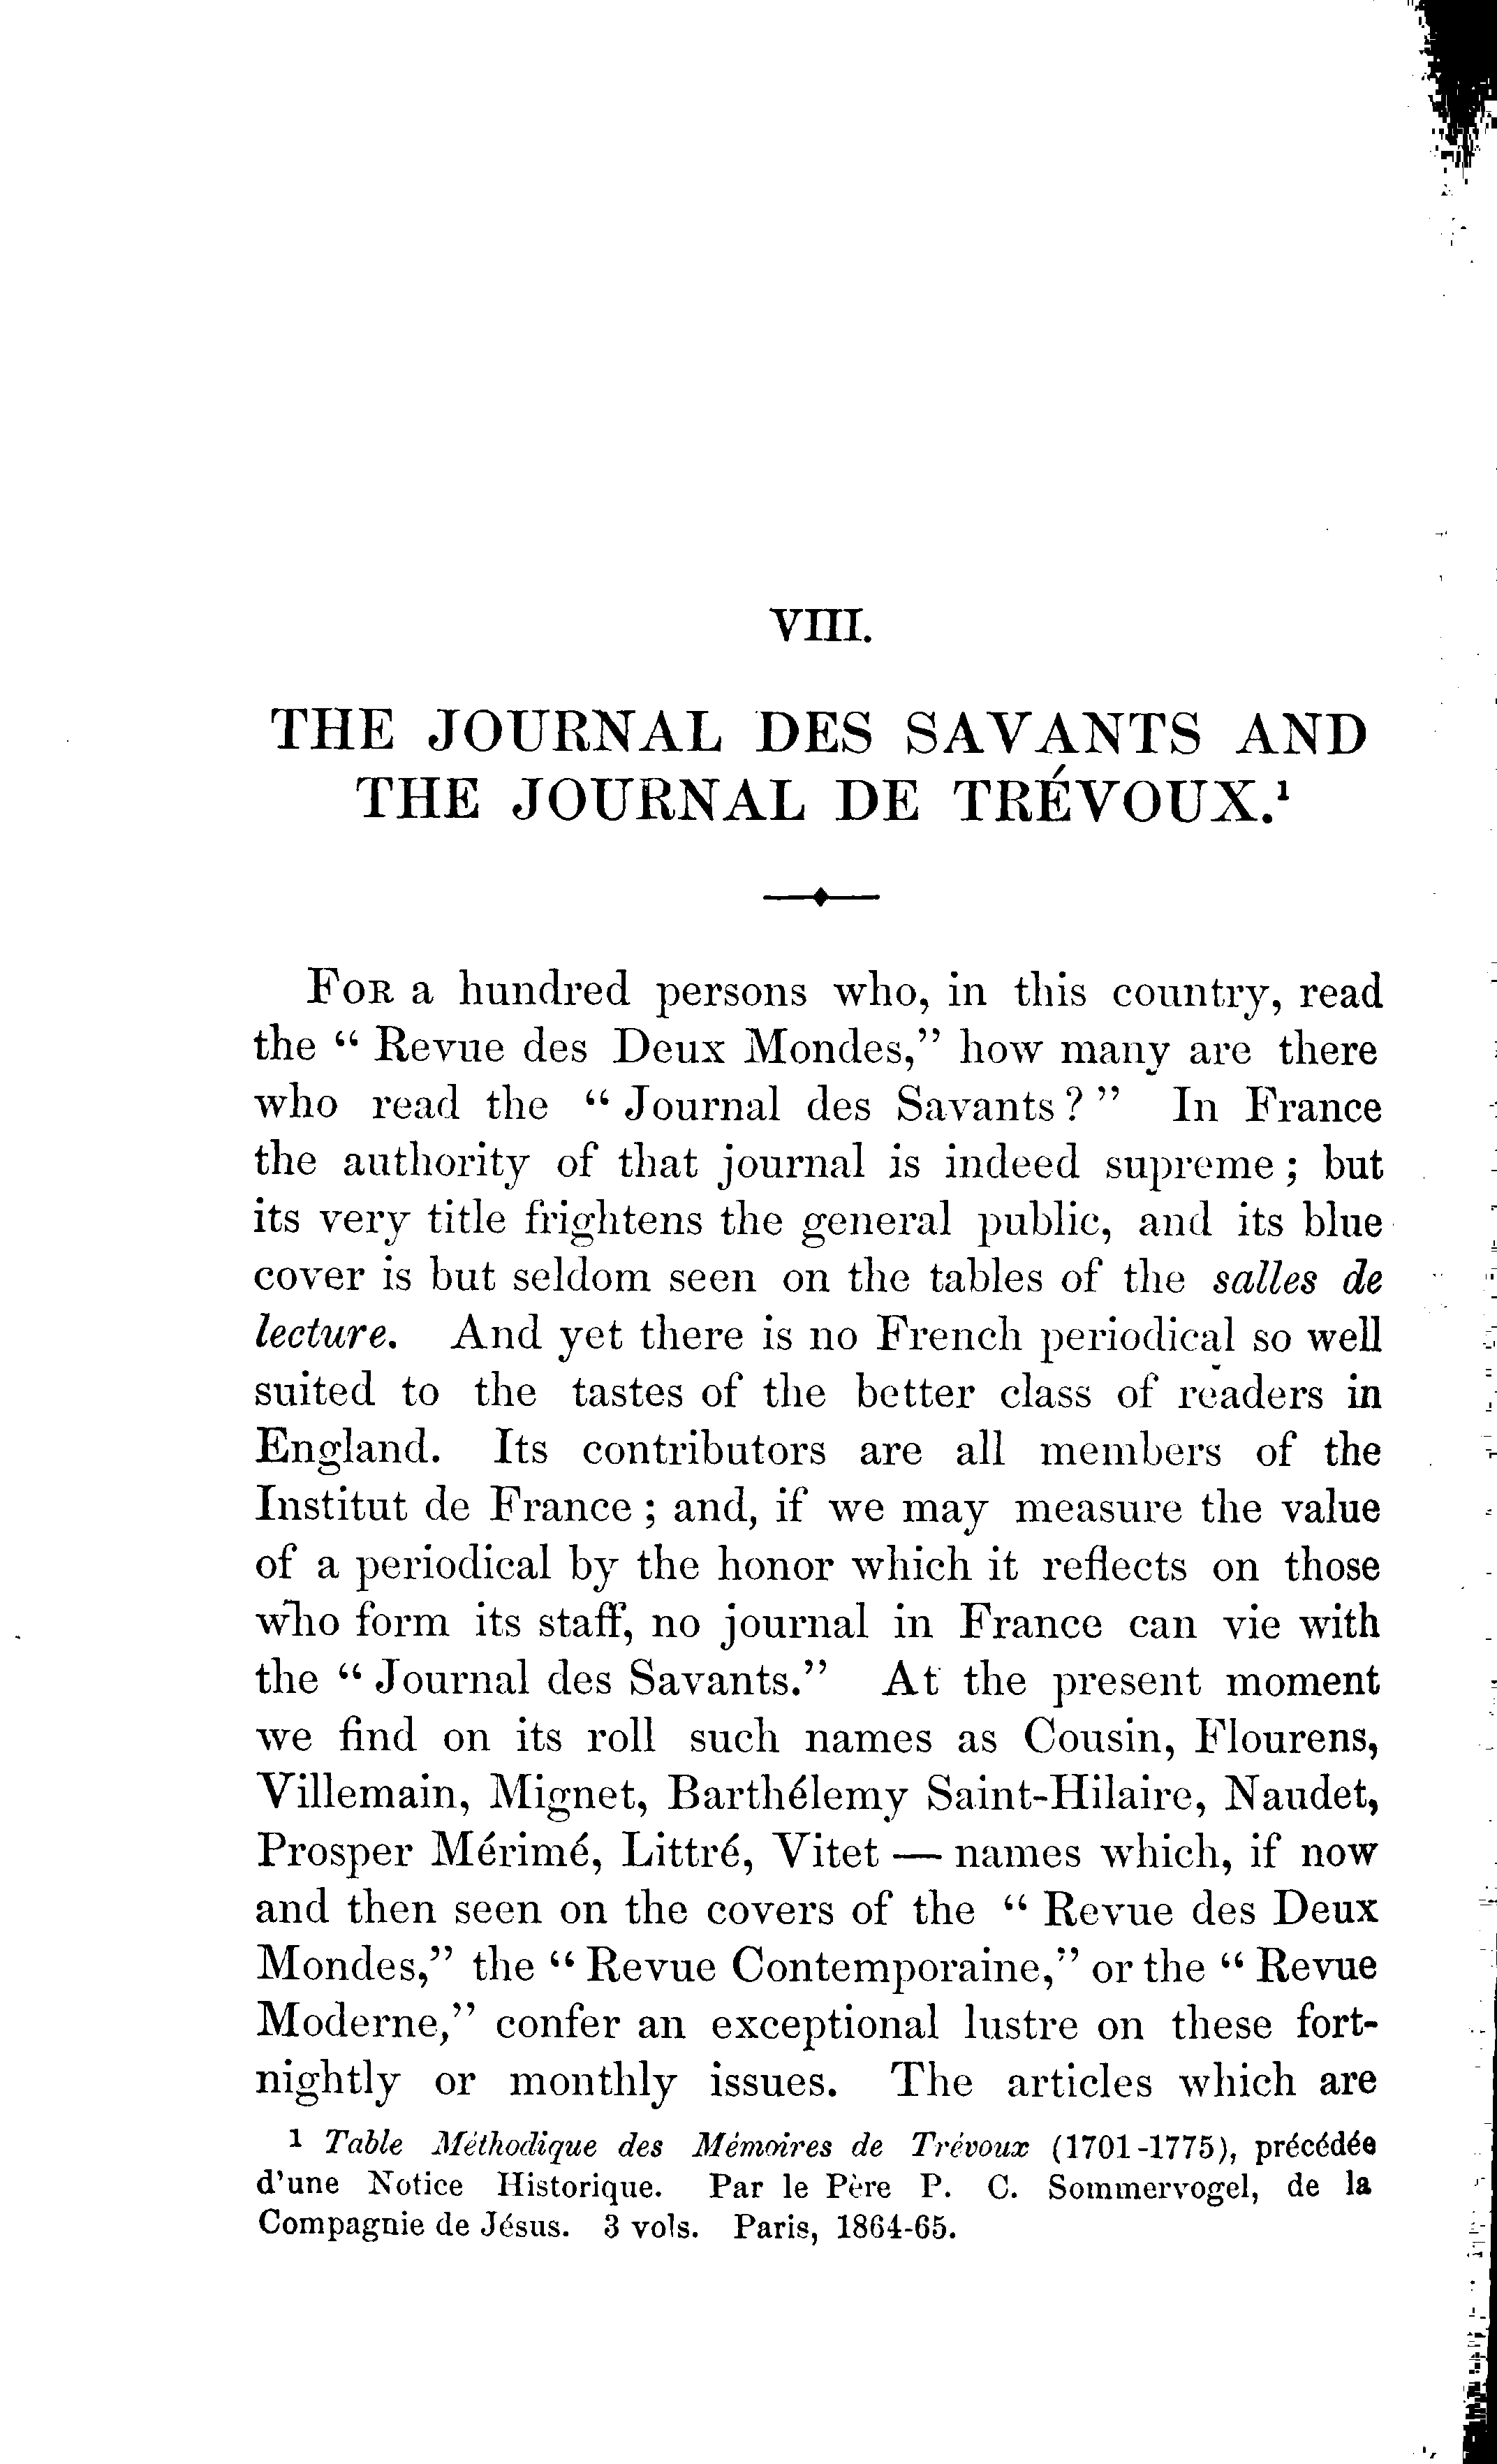 VIII.
THE JOURNAL DES SAVANTS AND
THE JOURNAL DE TRÉVOUX.¹
FOR a hundred persons who, in this country, read
the “ Revue des Deux Mondes,” how many are there
who read the “ Journal des Savants ? ” In France
the authority of that journal is indeed supreme ; but
its very title frightens the general public, and its blue
cover is but seldom seen on the tables of the salles de
lecture. And yet there is no French periodical so well
suited to the tastes of the better class of readers in
England. Its contributors are all members of the
Institut de France ; and, if we may measure the value
of a periodical by the honor which it reflects on those
who form its staff, no journal in France can vie with
the “ Journal des Savants.” At the present moment
we find on its roll such names as Cousin, Flourens,
Villemain, Mignet, Barthélemy Saint-Hilaire, Naudet,
Prosper Mérimé, Littré, Vitet — names which, if now
and then seen on the covers of the “ Revue des Deux
Mondes,” the “ Revue Contemporaine,” or the “ Revue
Moderne,” confer an exceptional lustre on these fort-
nightly or monthly issues. The articles which are
1 Table Méthodique des Mémoires de Trévoux (1701-1775), précédée
d'une Notice Historique. Par le Père P. C. Sommervogel, de la
Compagnie de Jésus. 3 vols. Paris, 1864-65.